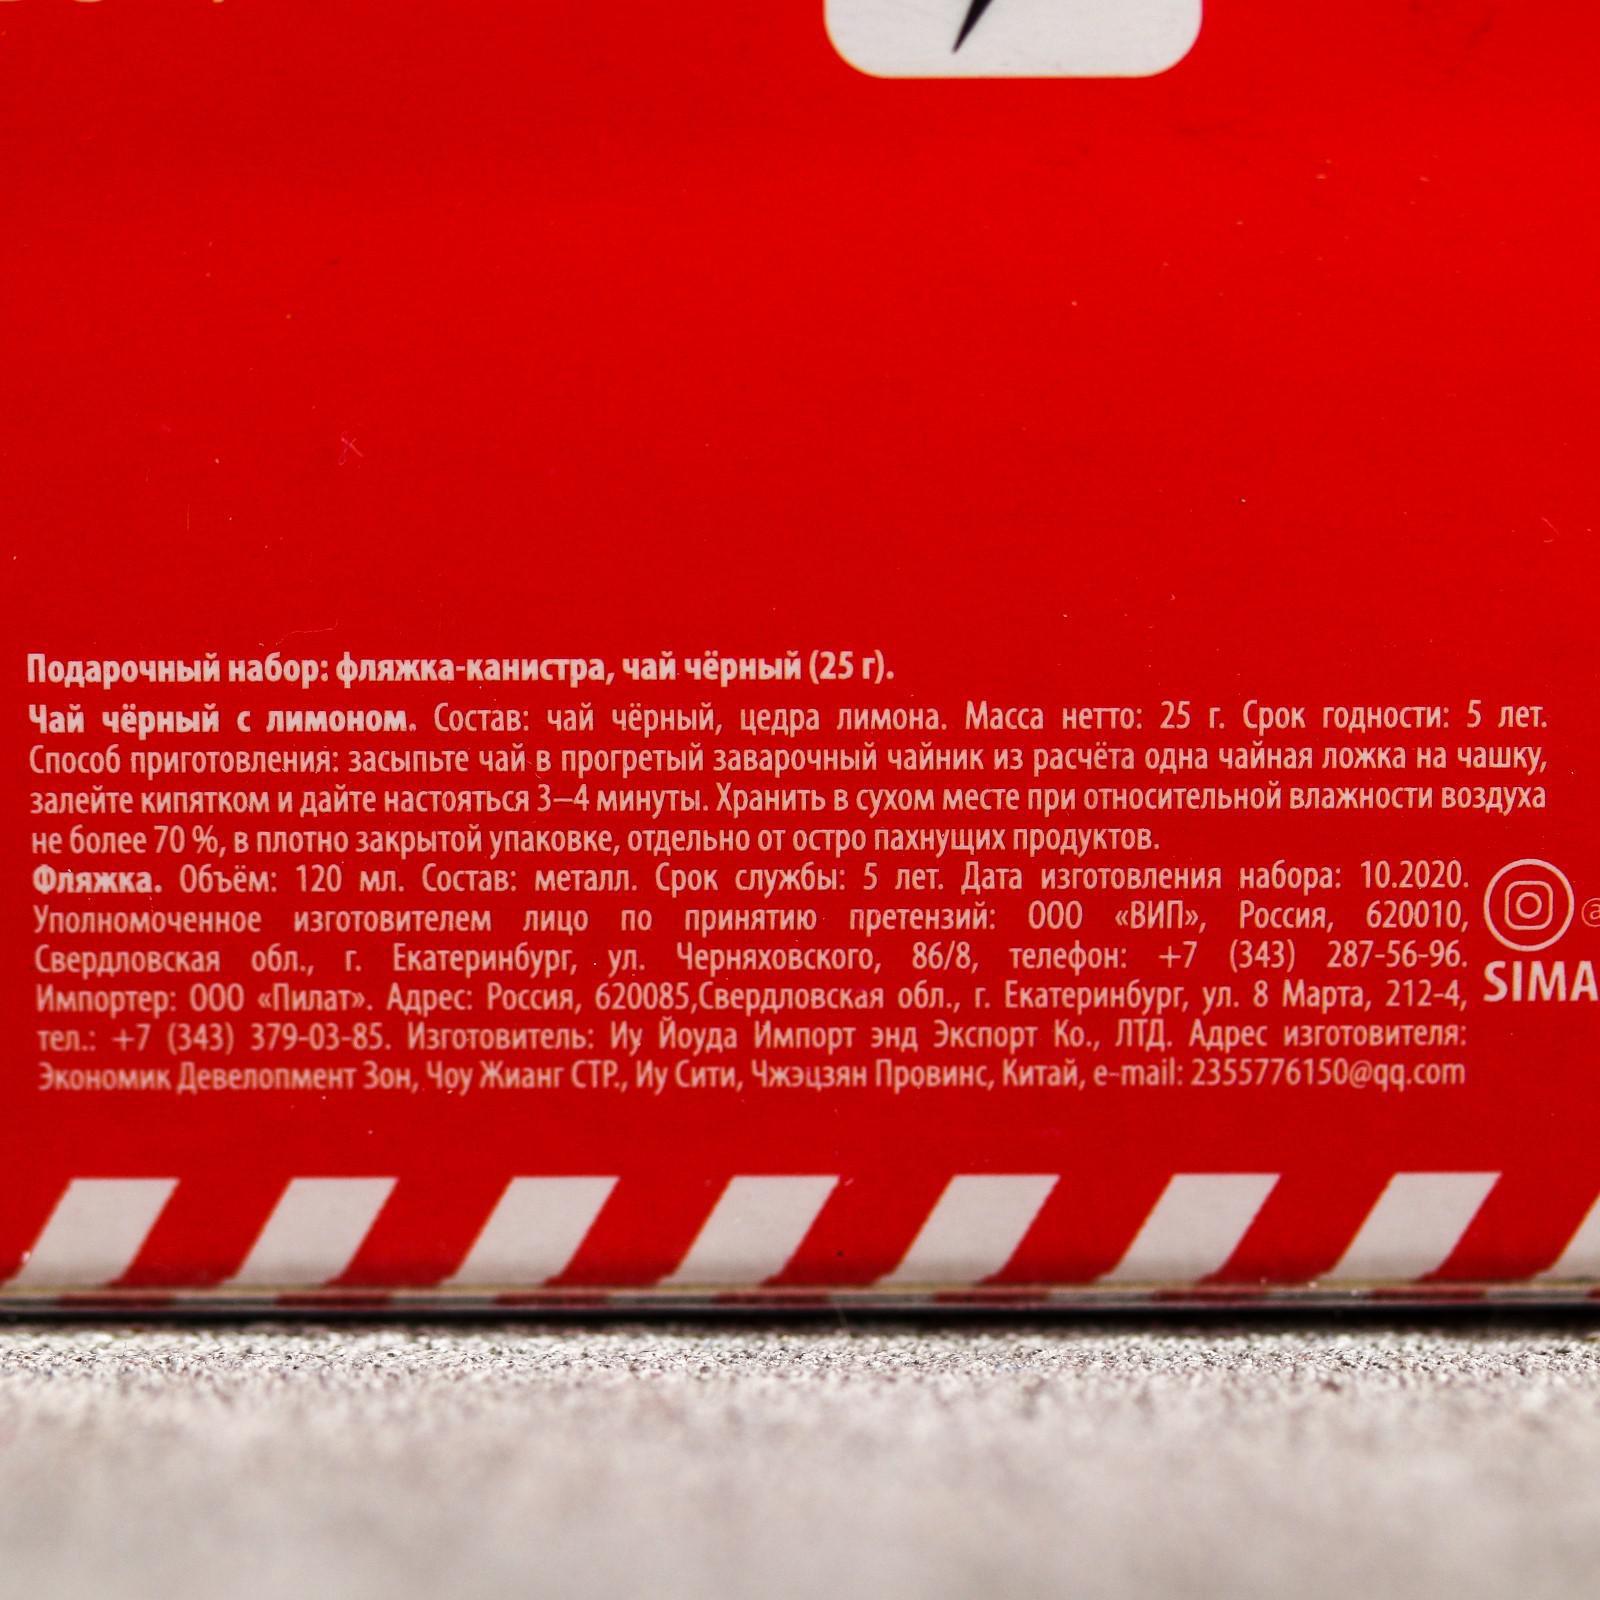 Подарочный набор: фляжка-канистра, чай чёрный (25 г).
Чай чёрный с лимоном. Состав: чай чёрный, цедра лимона. Масса нетто: 25 г. Срок годности: 5 лет.
Способ приготовления: засыпьте чай в прогретый заварочный чайник из расчёта одна чайная ложка на чашку,
залейте кипятком и дайте настояться 3–4 минуты. Хранить в сухом месте при относительной влажности воздуха
не более 70 %, в плотно закрытой упаковке, отдельно от остро пахнущих продуктов.
Фляжка. Объём: 120 мл. Состав: металл. Срок службы: 5 лет. Дата изготовления набора: 10.2020.
Уполномоченное изготовителем лицо по принятию претензий: ООО «ВИП», Россия, 620010,
Свердловская обл., г. Екатеринбург, ул. Черняховского, 86/8, телефон: +7 (343) 287-56-96.
Импортер: ООО «Пилат». Адрес: Россия, 620085,Свердловская обл., г. Екатеринбург, ул. 8 Марта, 212-4,
тел.: +7 (343) 379-03-85. Изготовитель: Иу Йоуда Импорт энд Экспорт Ко., ЛТД. Адрес изготовителя:
Экономик Девелопмент Зон, Чоу Жианг СТР., Иу Сити, Чжэцзян Провинс, Китай, e-mail: 2355776150@qq.com
SIMA